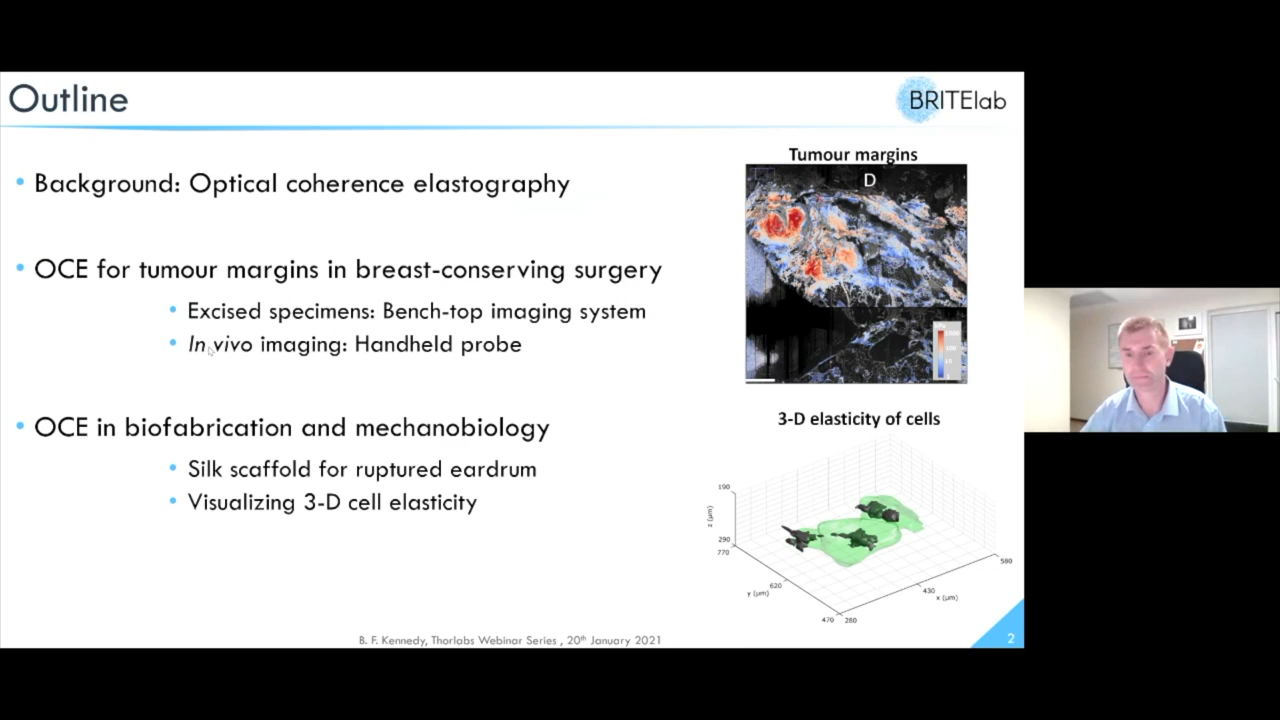 Outline
BRITElab
• Background: Optical coherence elastography
• OCE for tumour margins in breast-conserving surgery
• Excised specimens: Bench-top imaging system
• In vivo imaging: Handheld probe
• OCE in biofabrication and mechanobiology
• Silk scaffold for ruptured eardrum
• Visualizing 3-D cell elasticity
Tumour margins
D
3-D elasticity of cells
190
z (µm)
290
770
620
y (µm)
470
280
430
x (µm)
580
B. F. Kennedy, Thorlabs Webinar Series , 20th January 2021
2